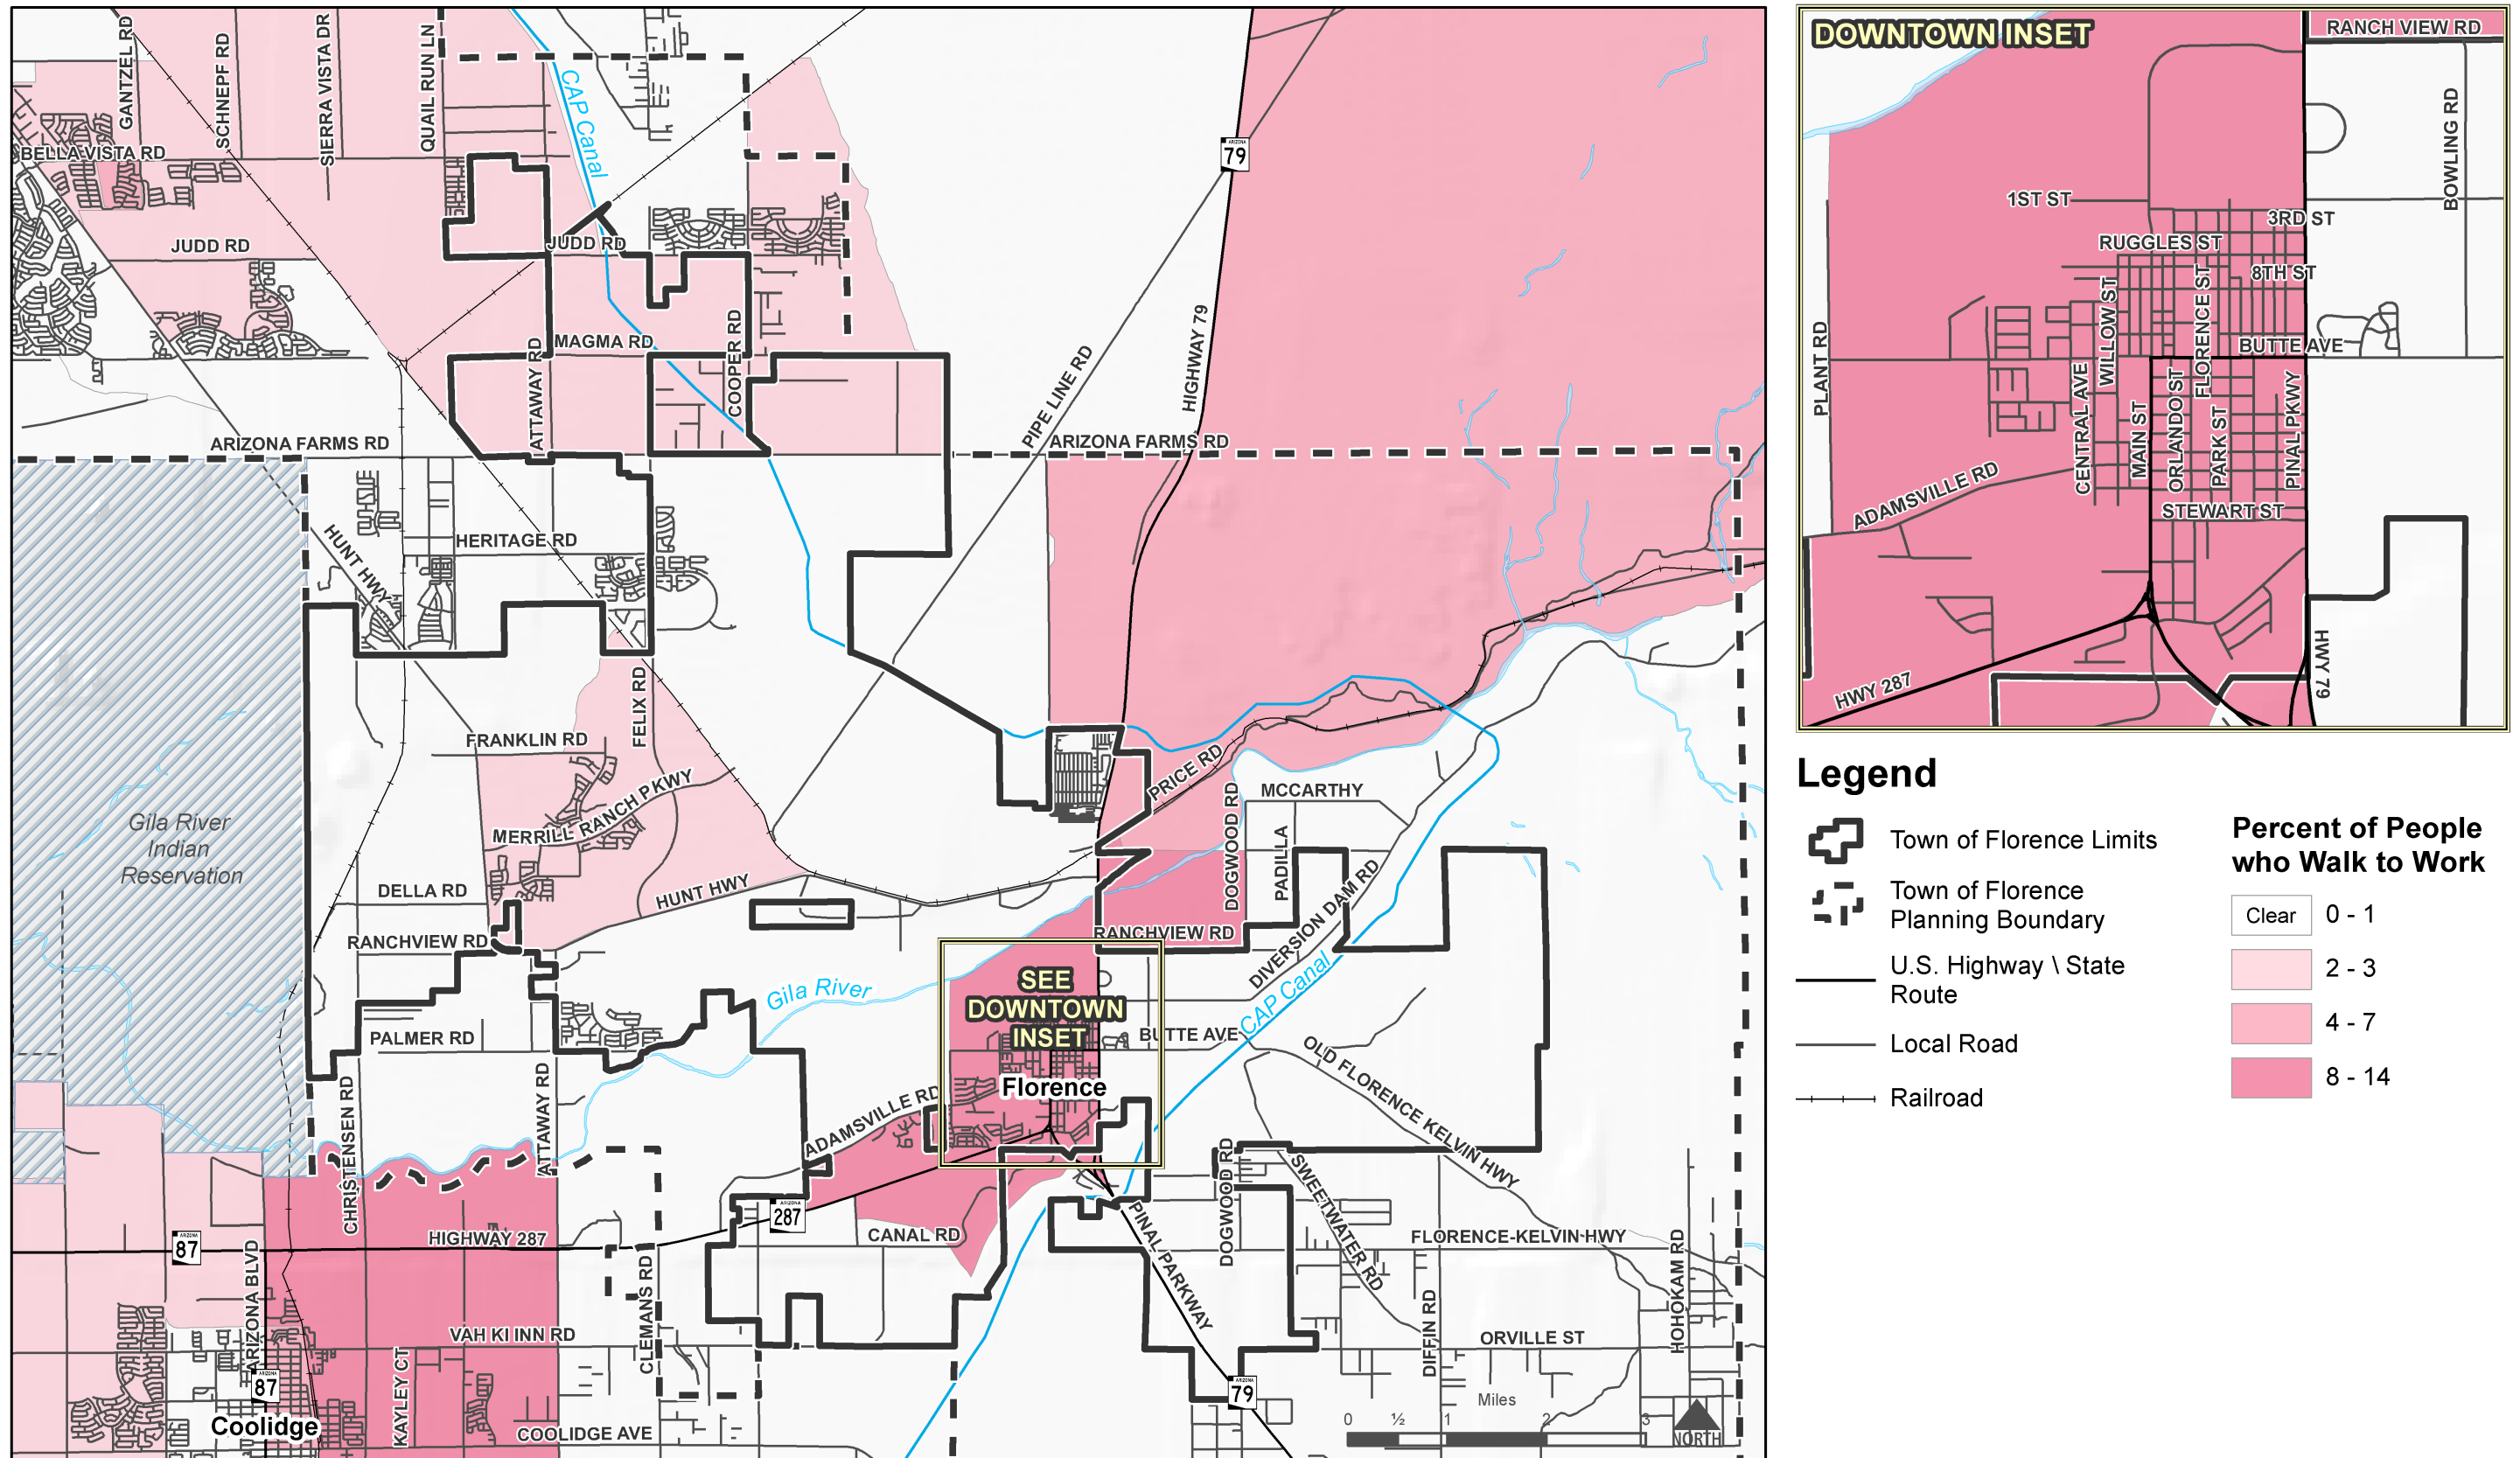 GANTZEL RD
SCHNEPF RD
SIERRA VISTA DR
QUAIL RUN LN
CAP Canal
BELLA VISTA RD
ARIZONA
79
JUDD RD
JUDD RD
HIGHWAY 79
MAGMA RD
COOPER RD
ATTAWAY RD
PIPE LINE RD
ARIZONA FARMS RD
ARIZONA FARMS RD
HUNT HWY
HERITAGE RD
FELIX RD
FRANKLIN RD
MERRILL RANCH PKWY
PRICE RD
MCCARTHY
DOGWOOD RD
PADILLA
Gila River
Indian
Reservation
DELLA RD
HUNT HWY
DIVERSION DAM RD
RANCHVIEW RD
RANCHVIEW RD
SEE
DOWNTOWN
INSET
Gila River
CAP Canal
PALMER RD
BUTTE AVE
OLD FLORENCE KELVIN HWY
Florence
CHRISTENSEN RD
ATTAWAY RD
ADAMSVILLE RD
DOGWOOD RD
SWEETWATER RD
ARIZONA
287
ARIZONA
87
HIGHWAY 287
CANAL RD
PINAL PARKWAY
FLORENCE-KELVIN HWY
HOHOKAM RD
ARIZONA BLVD
CLEMANS RD
DIFFIN RD
VAH KI INN RD
ORVILLE ST
KAYLEY CT
ARIZONA
87
ARIZONA
79
Coolidge
COOLIDGE AVE
Miles
0 ½ 1 2 3
NORTH
DOWNTOWN INSET
RANCH VIEW RD
BOWLING RD
1ST ST
3RD ST
RUGGLES ST
8TH ST
WILLOW ST
FLORENCE ST
PLANT RD
BUTTE AVE
CENTRAL AVE
MAIN ST
ORLANDO ST
PARK ST
PINAL PKWY
ADAMSVILLE RD
STEWART ST
HWY 287
HWY 79
Legend
Town of Florence Limits
Town of Florence
Planning Boundary
U.S. Highway \ State
Route
Local Road
Railroad
Percent of People
who Walk to Work
Clear 0 - 1
2 - 3
4 - 7
8 - 14